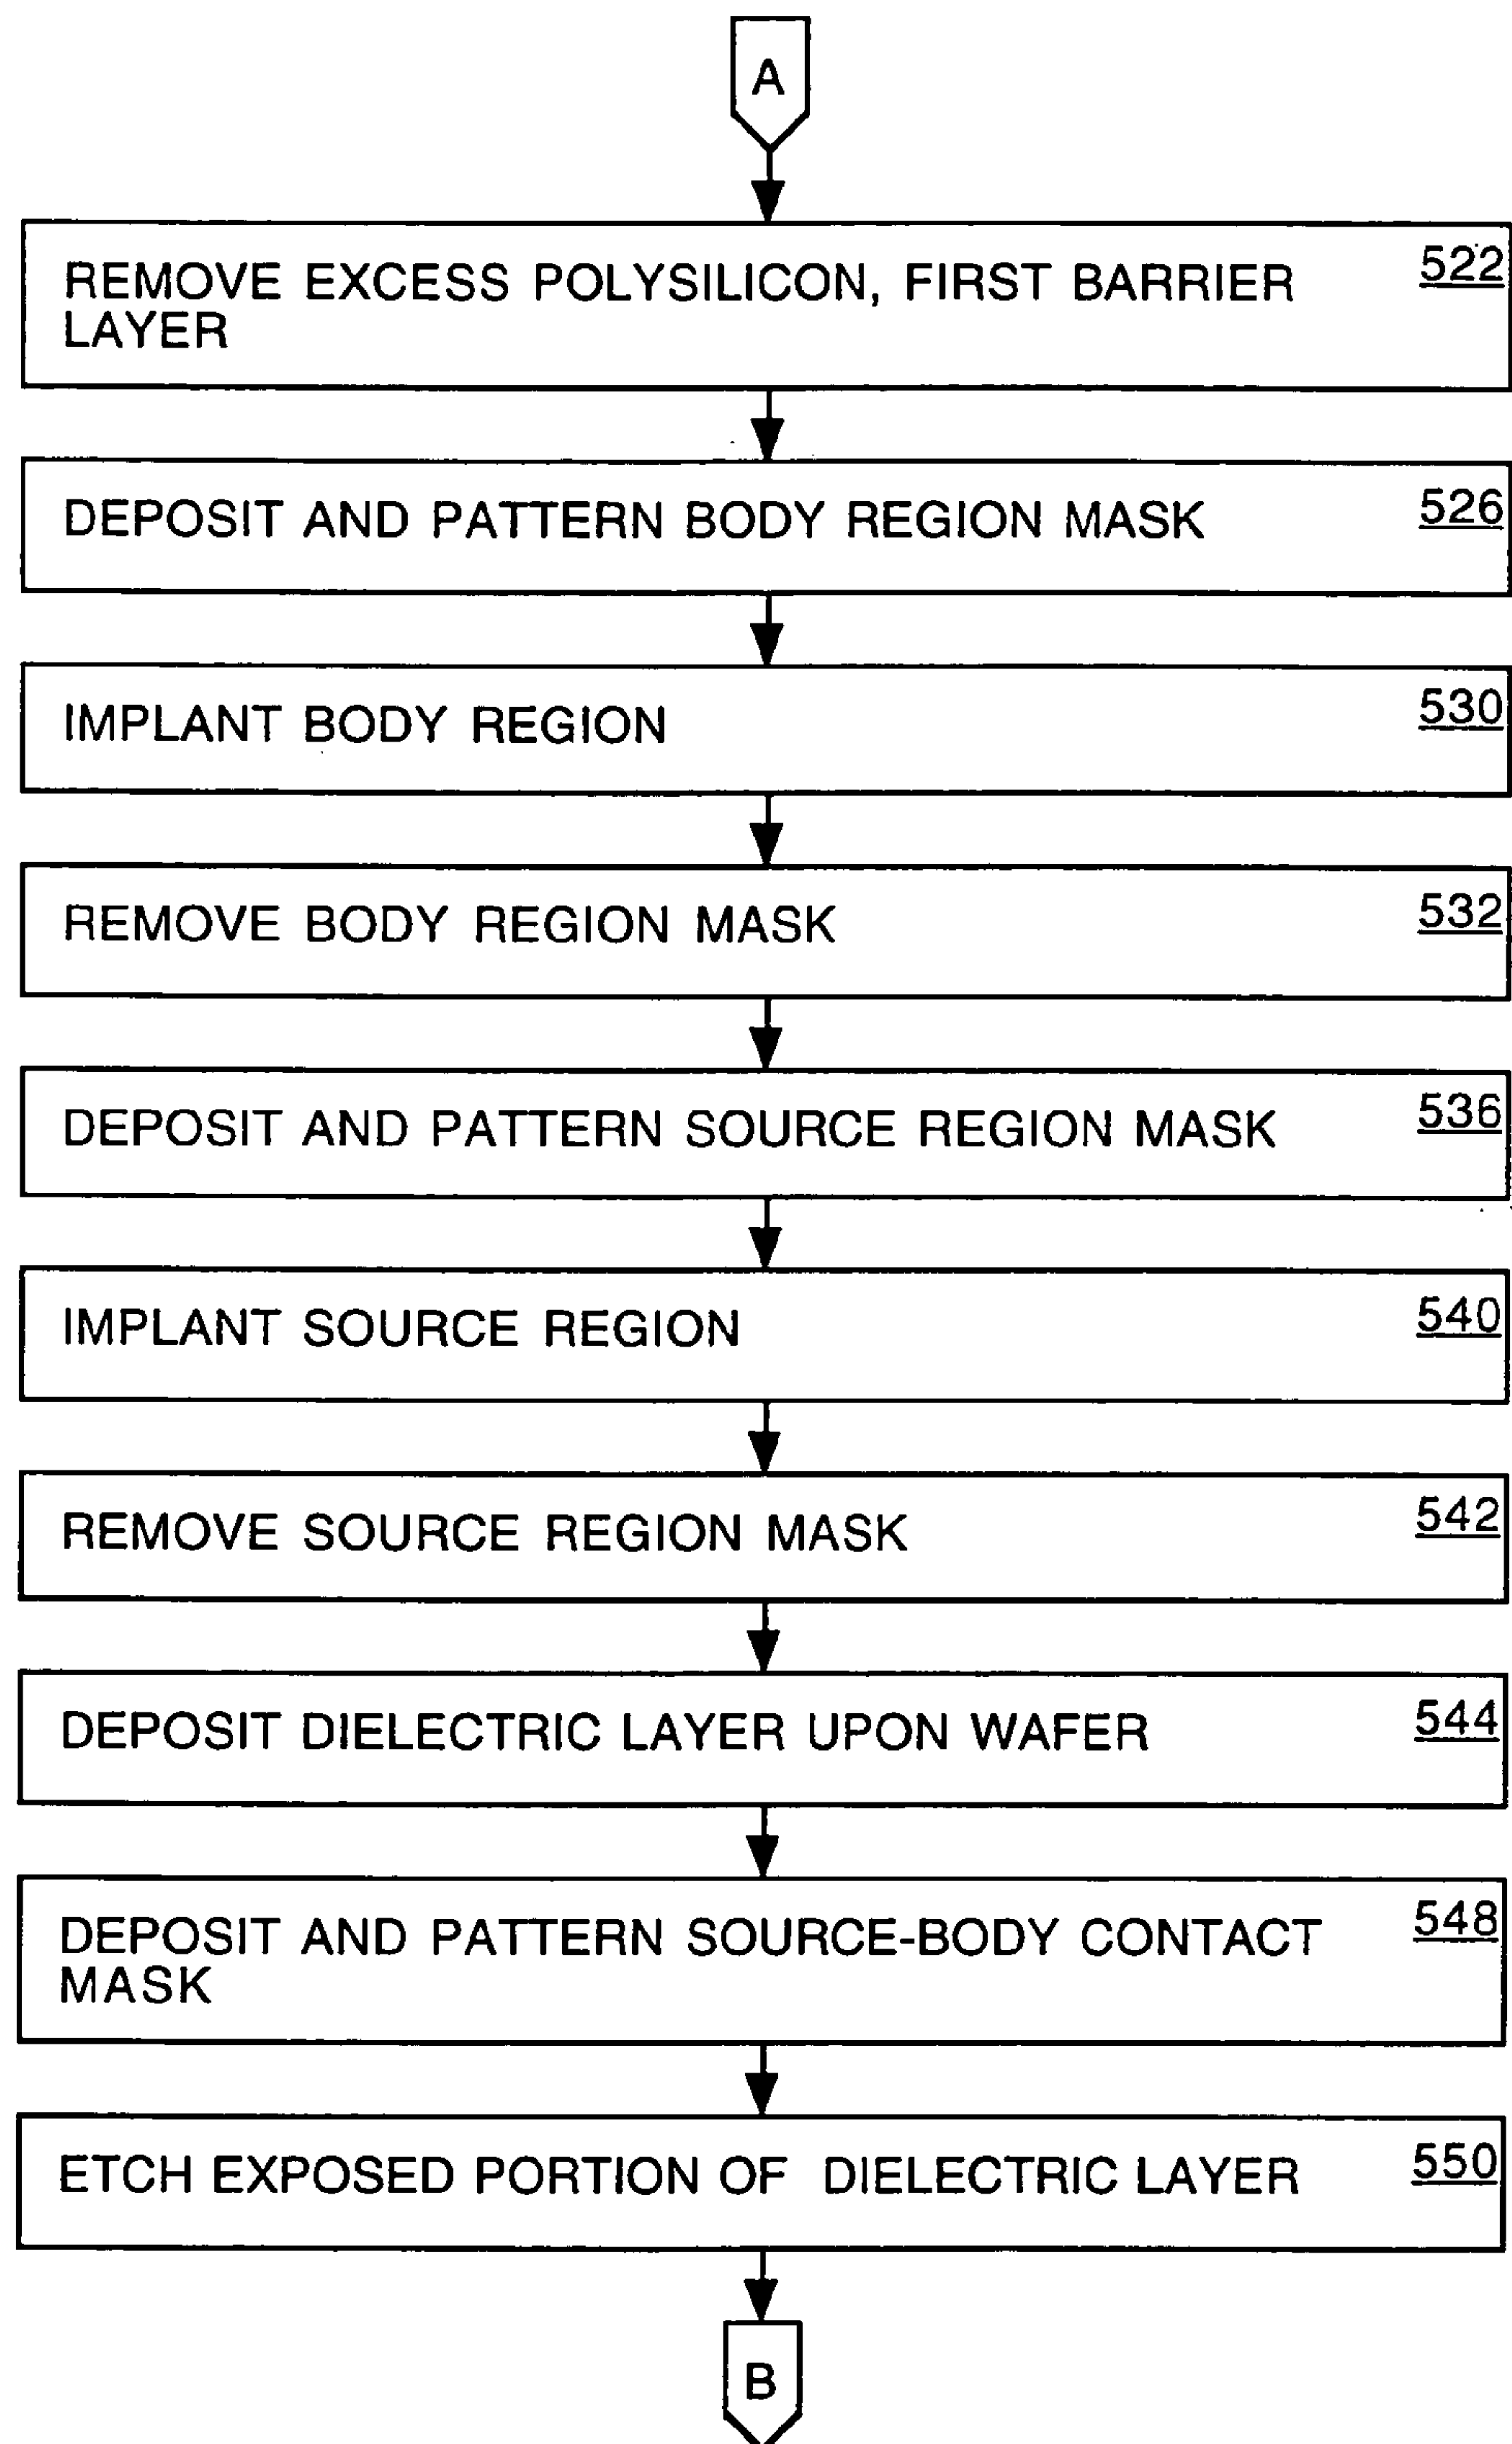 A
REMOVE EXCESS POLYSILICON, FIRST BARRIER
LAYER
522
DEPOSIT AND PATTERN BODY REGION MASK
526
IMPLANT BODY REGION
530
REMOVE BODY REGION MASK
532
DEPOSIT AND PATTERN SOURCE REGION MASK
536
IMPLANT SOURCE REGION
540
REMOVE SOURCE REGION MASK
542
DEPOSIT DIELECTRIC LAYER UPON WAFER
544
DEPOSIT AND PATTERN SOURCE-BODY CONTACT
MASK
548
ETCH EXPOSED PORTION OF DIELECTRIC LAYER
550
B